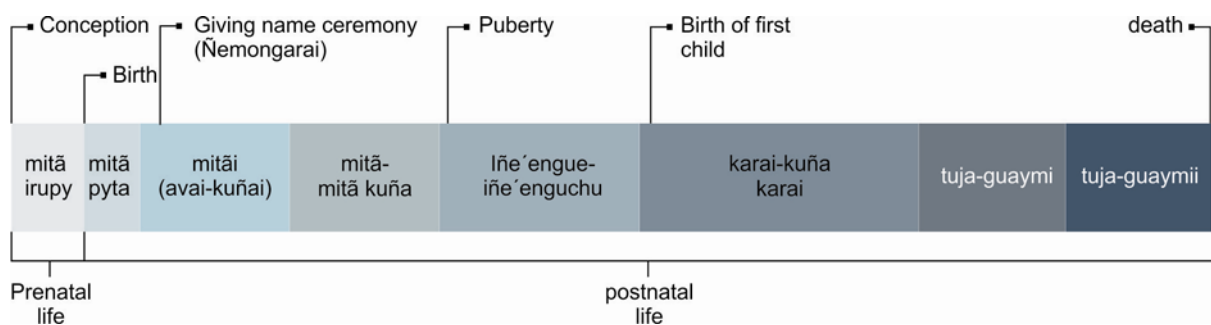 Conception
Giving name ceremony
(Ñemongarai)
Puberty
Birth of first
child
death
Birth
mitã
irupy
mitã
pyta
mitãi
(avai-kuñai)
mitã-
mitã kuña
Iñe´engue-
iñe´enguchu
karai-kuña
karai
tuja-guaymi
tuja-guaymii
Prenatal
life
postnatal
life